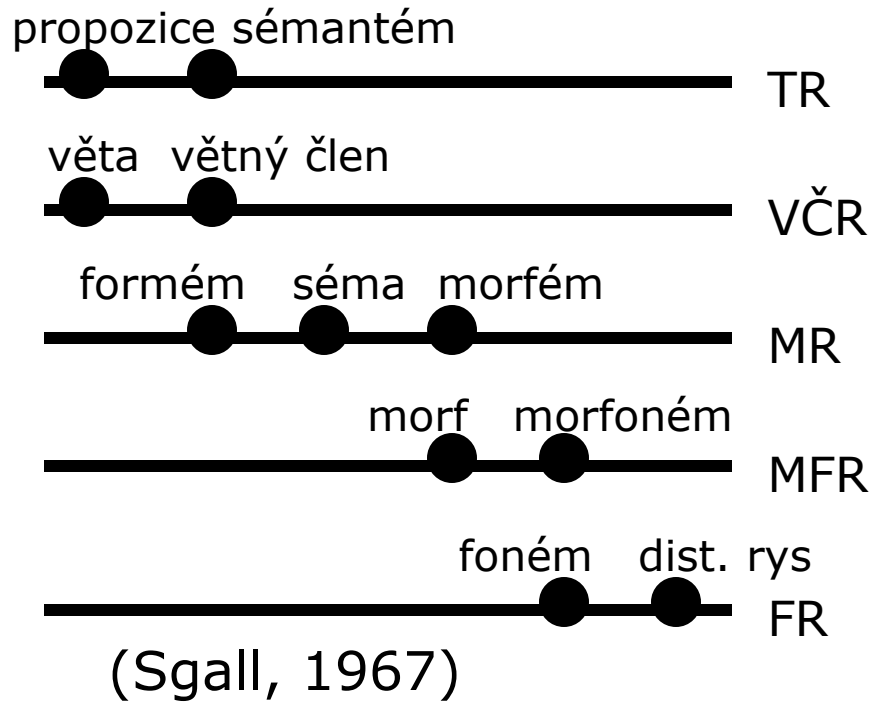 propozice sémantém
TR
věta větný člen
VČR
formém séma morfém
MR
morf morfoném
MFR
foném dist. rys
FR
(Sgall, 1967)